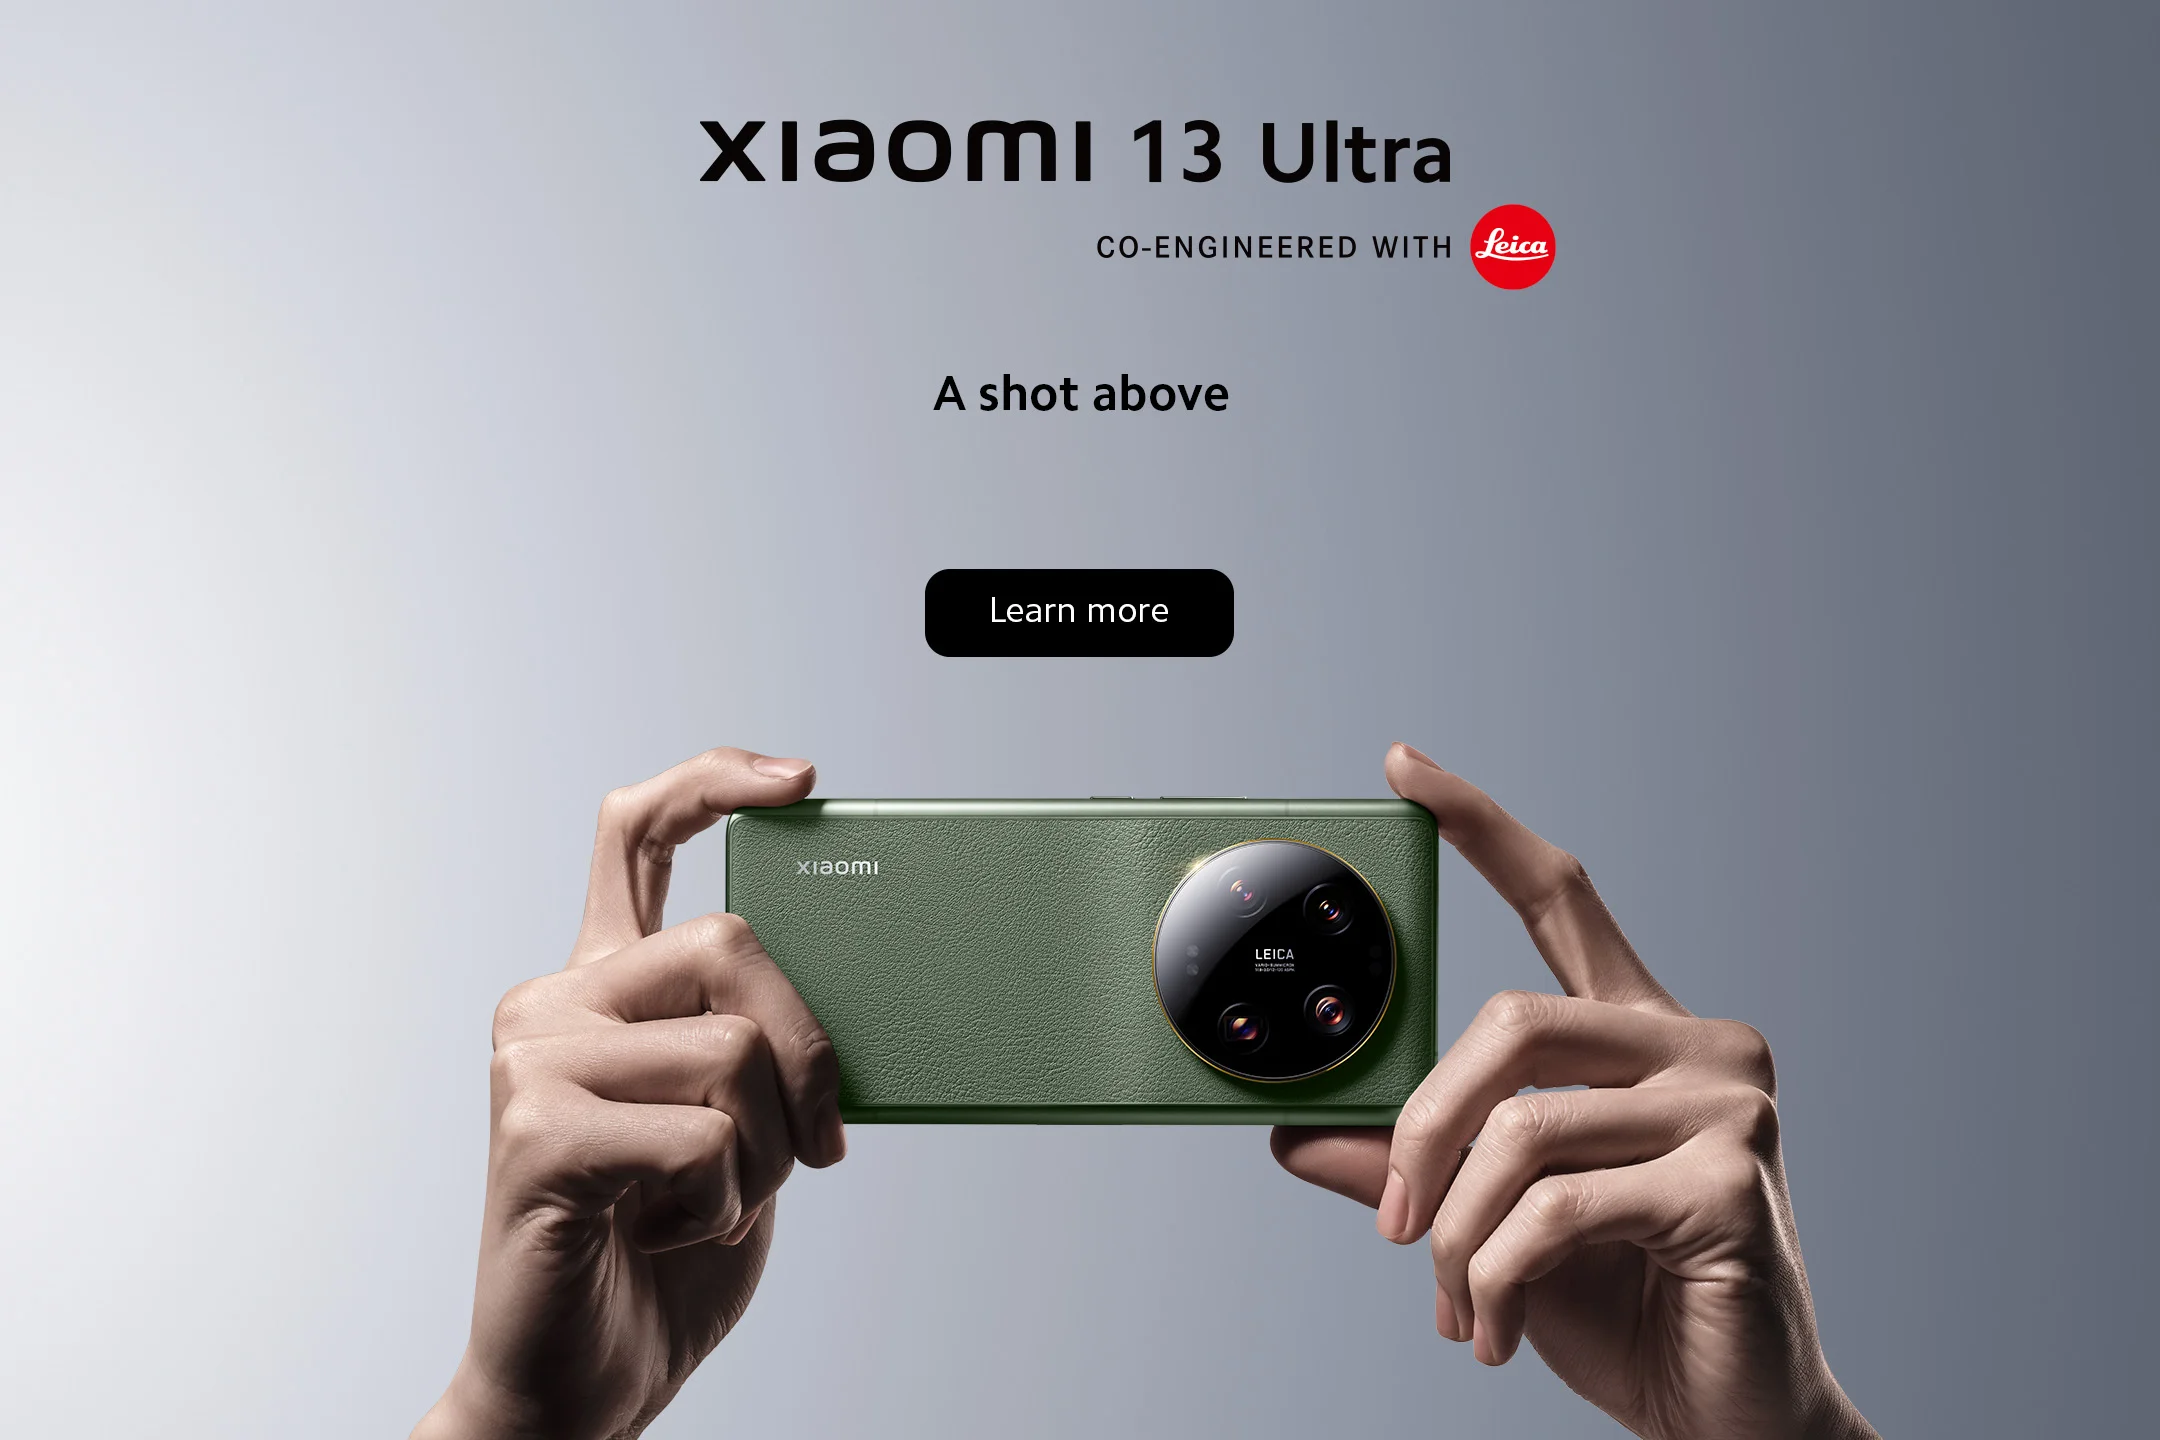 xiaomi 13 Ultra
CO-ENGINEERED WITH Leica
A shot above
Learn more
xiaomi
LEICA